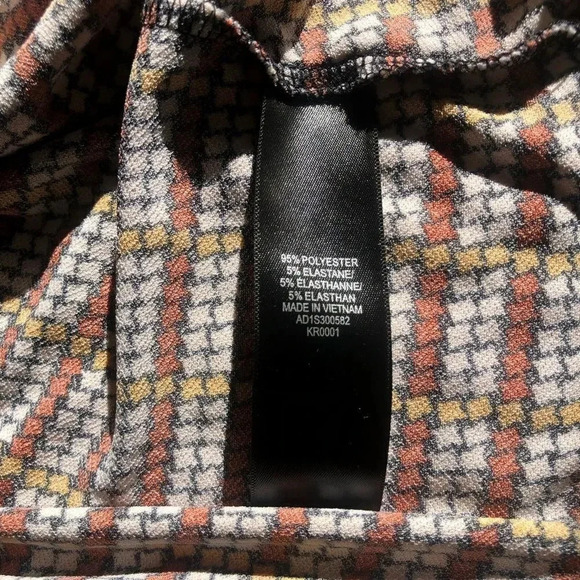 95% POLYESTER
5% ELASTANE/
5% ÉLASTHANNE/
5% ELASTHAN
MADE IN VIETNAM
AD1S300582
KR0001